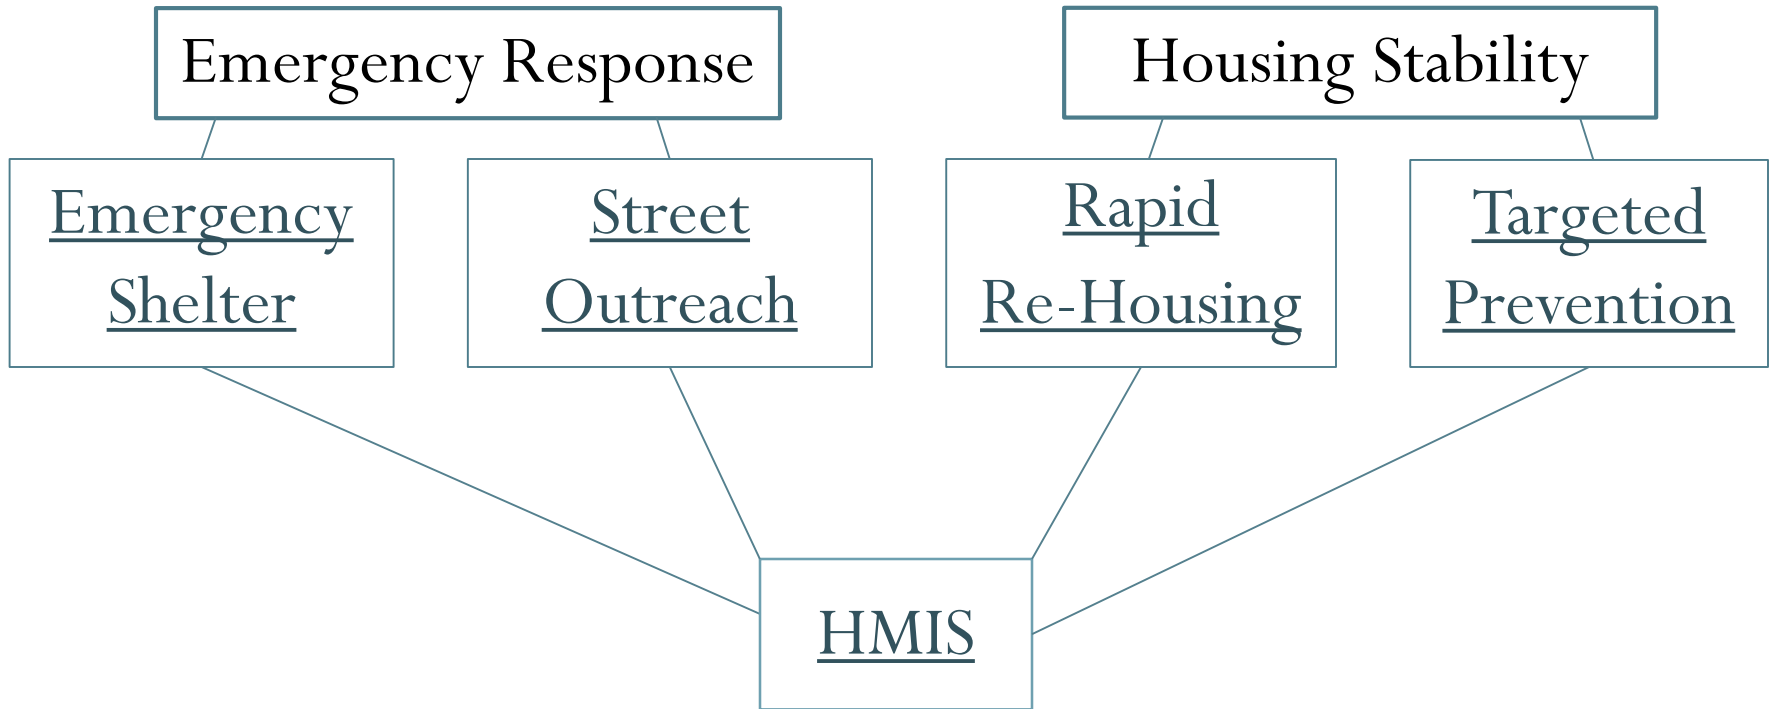 Emergency Response
Housing Stability
Emergency
Shelter
Street
Outreach
Rapid
Re-Housing
Targeted
Prevention
HMIS